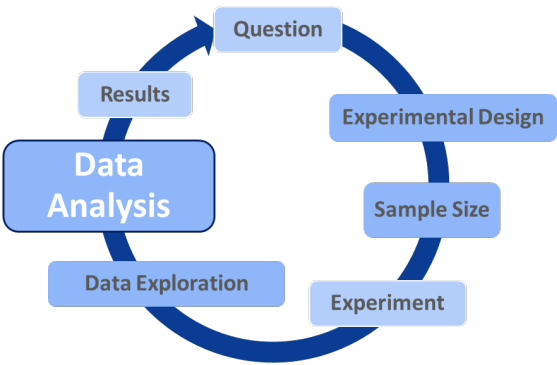 Question
Experimental Design
Sample Size
Experiment
Data Exploration
Data
Analysis
Results